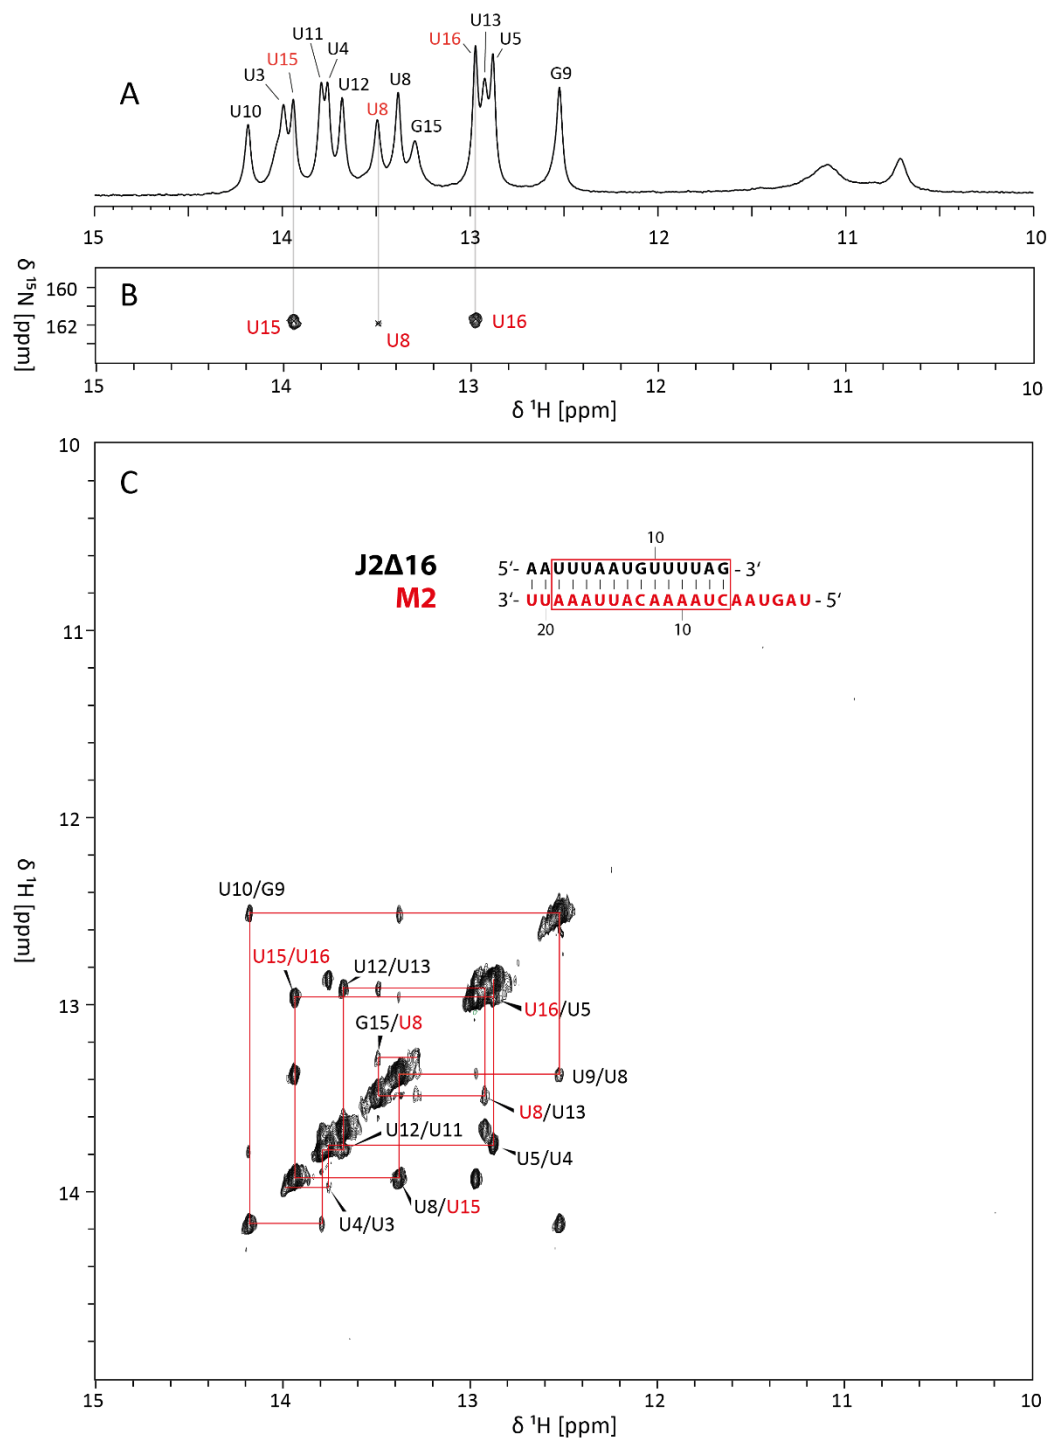 A
U10
U3
U15
U11
U4
U12
U8
U8
G15
U16
U13
U5
G9
15
14
13
12
11
10
B
δ ¹⁵N [ppm]
160
162
U15
U8
U16
15
14
13
12
11
10
δ ¹H [ppm]
C
10
11
12
13
14
δ ¹H [ppm]
J2Δ16
M2
10
5‘- AAUUUAAUGUUUUAG - 3‘
3‘- UUAAAUUACAAAAUCAAUGAU - 5‘
20
10
U10/G9
U15/U16
U12/U13
G15/U8
U16/U5
U9/U8
U8/U13
U12/U11
U5/U4
U8/U15
U4/U3
15
14
13
12
11
10
δ ¹H [ppm]